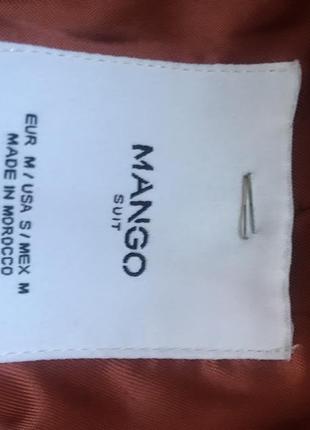 MANGO
SUIT
EUR M / USA S / MEX M
MADE IN MOROCCO